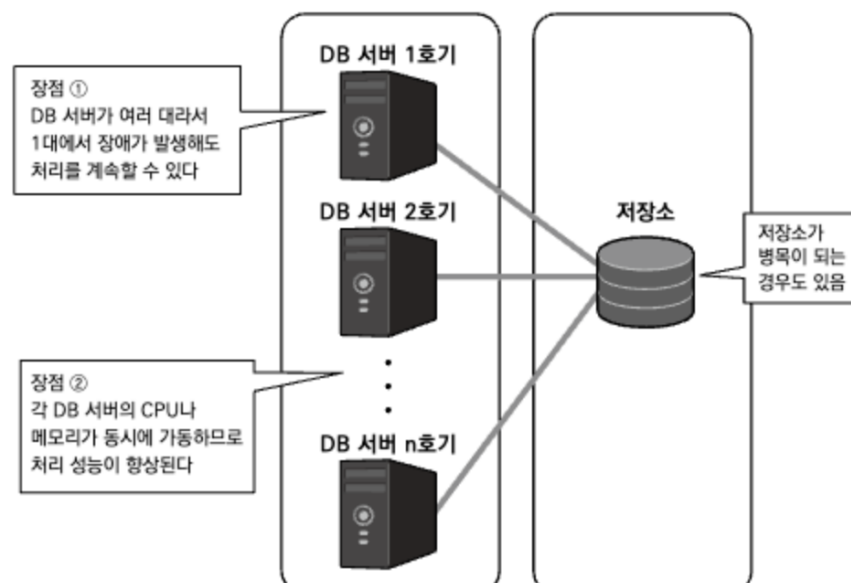 DB 서버 1호기
장점 ①
DB 서버가 여러 대라서
1대에서 장애가 발생해도
처리를 계속할 수 있다
DB 서버 2호기
저장소
저장소가
병목이 되는
경우도 있음
장점 ②
각 DB 서버의 CPU나
메모리가 동시에 가동하므로
처리 성능이 향상된다
DB 서버 n호기